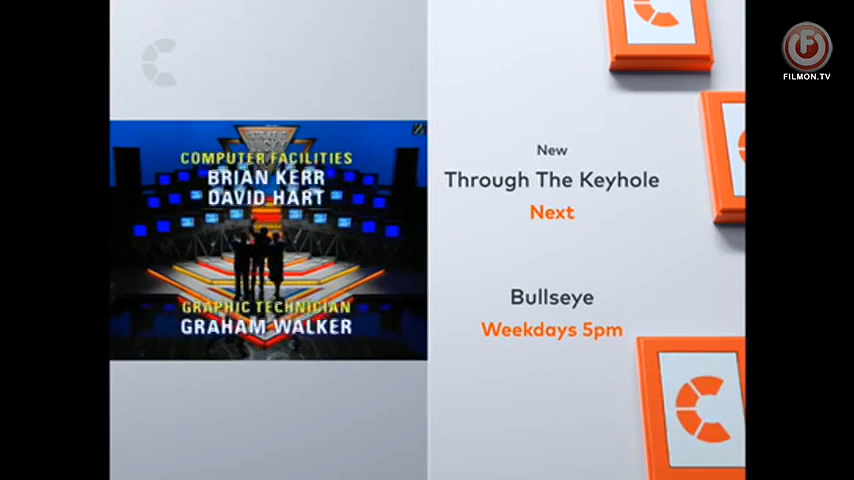 FILMON.TV
COMPUTER FACILITIES
BRIAN KERR
DAVID HART
GRAPHIC TECHNICIAN
GRAHAM WALKER
New
Through The Keyhole
Next
Bullseye
Weekdays 5pm